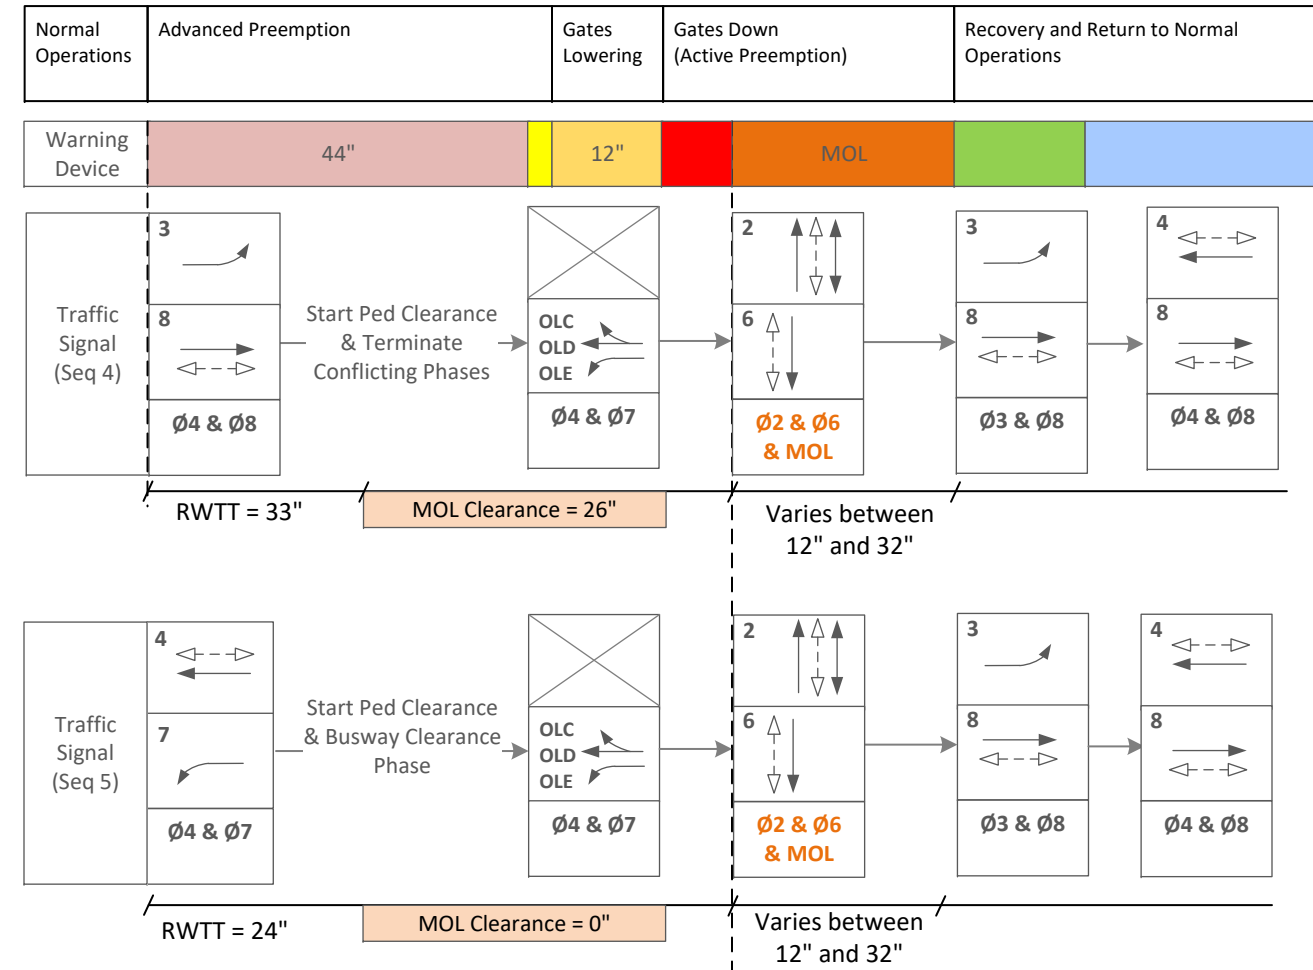 Normal
Operations
Advanced Preemption
Gates
Lowering
Gates Down
(Active Preemption)
Recovery and Return to Normal
Operations
Warning
Device
44"
12"
MOL
Traffic
Signal
(Seq 4)
3
8
Ø4 & Ø8
Start Ped Clearance
& Terminate
Conflicting Phases
OLC
OLD
OLE
Ø4 & Ø7
2
6
Ø2 & Ø6
& MOL
3
8
Ø3 & Ø8
4
8
Ø4 & Ø8
RWTT = 33"
MOL Clearance = 26"
Varies between
12" and 32"
Traffic
Signal
(Seq 5)
4
7
Ø4 & Ø7
Start Ped Clearance
& Busway Clearance
Phase
OLC
OLD
OLE
Ø4 & Ø7
2
6
Ø2 & Ø6
& MOL
3
8
Ø3 & Ø8
4
8
Ø4 & Ø8
RWTT = 24"
MOL Clearance = 0"
Varies between
12" and 32"